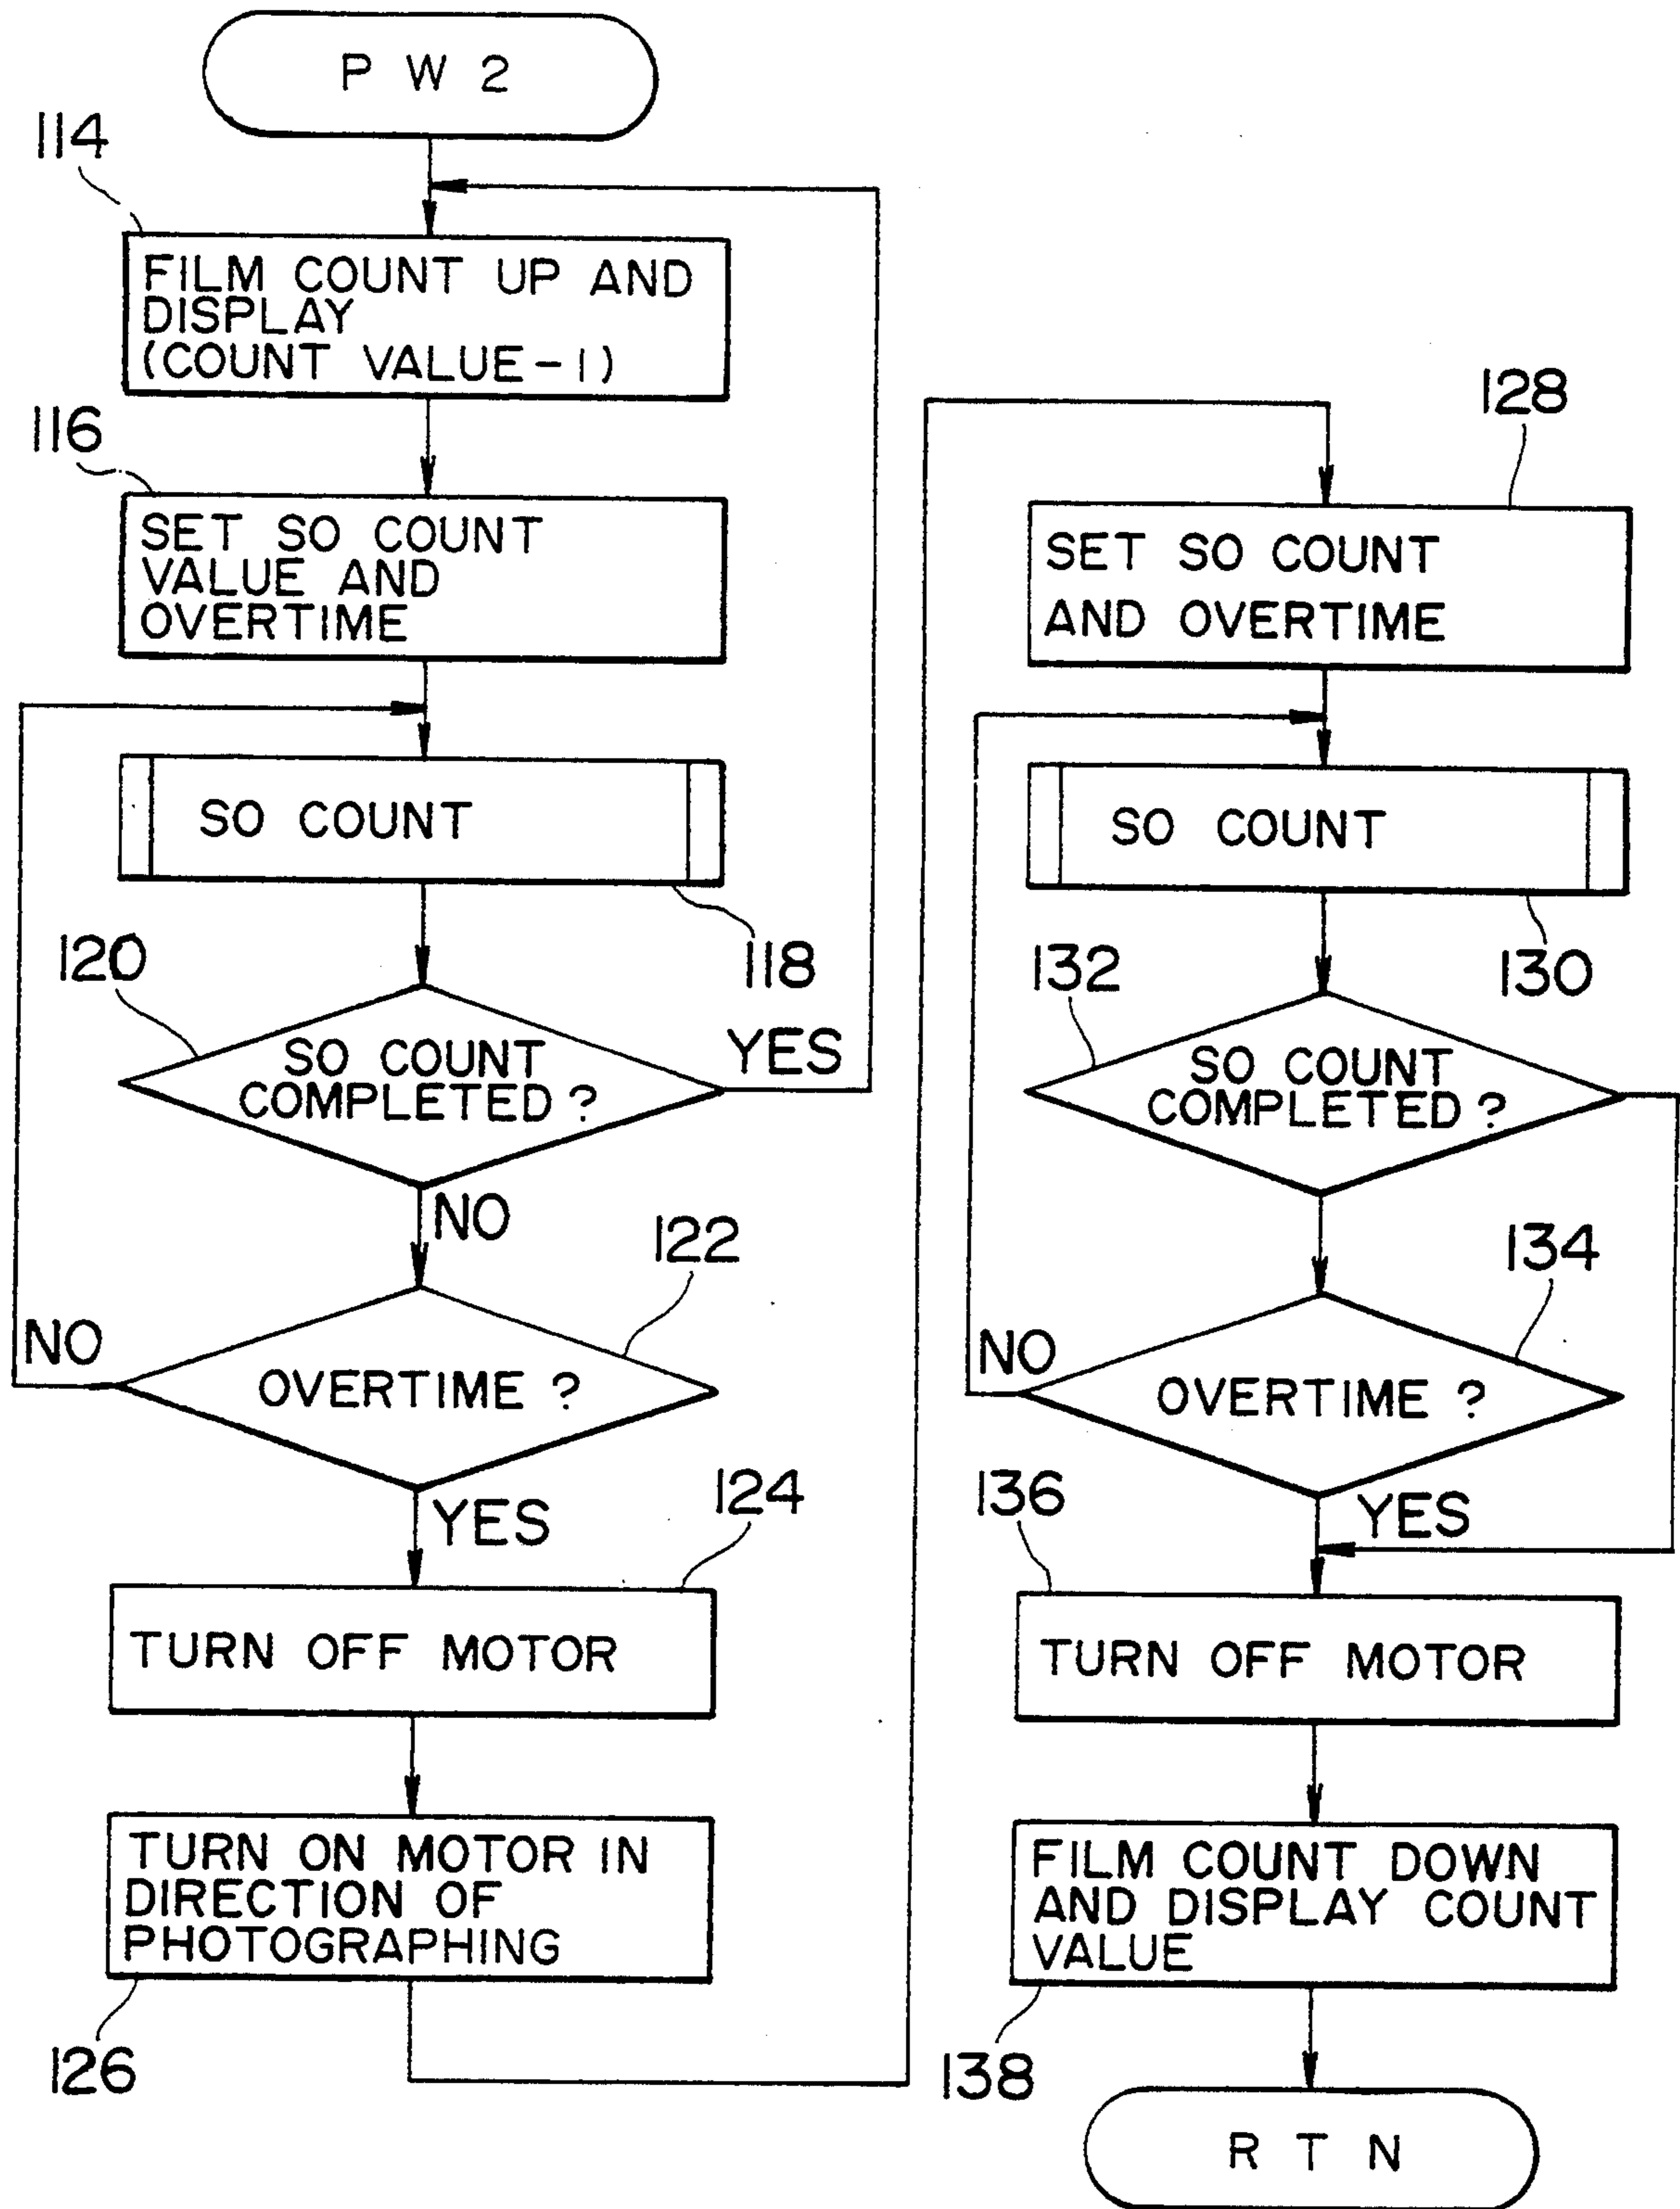 P W 2
114
FILM COUNT UP AND
DISPLAY
(COUNT VALUE-1)
116
SET SO COUNT
VALUE AND
OVERTIME
SO COUNT
118
120
SO COUNT
COMPLETED ?
YES
NO
122
OVERTIME ?
NO
YES
124
TURN OFF MOTOR
TURN ON MOTOR IN
DIRECTION OF
PHOTOGRAPHING
126
128
SET SO COUNT
AND OVERTIME
SO COUNT
130
132
SO COUNT
COMPLETED ?
134
OVERTIME ?
NO
YES
136
TURN OFF MOTOR
FILM COUNT DOWN
AND DISPLAY COUNT
VALUE
138
R T N